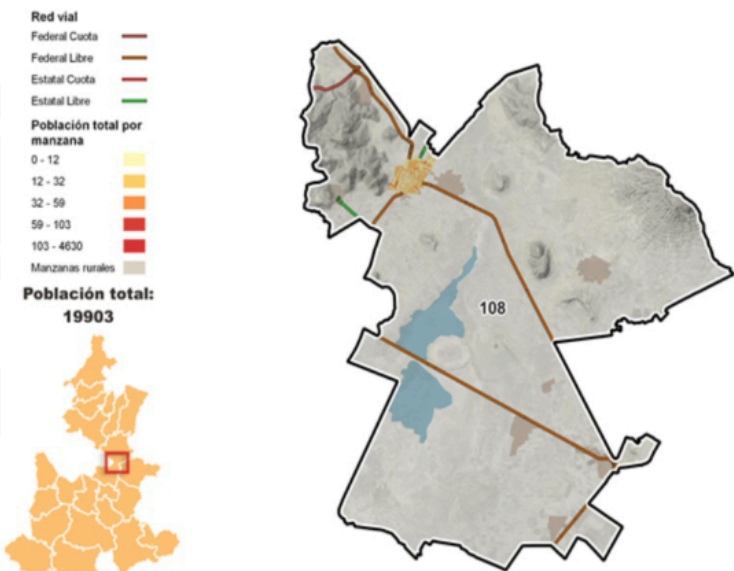 Red vial
Federal Cuota
Federal Libre
Estatal Cuota
Estatal Libre
Población total por
manzana
0 - 12
12 - 32
32 - 59
59 - 103
103 - 4630
Manzanas rurales
Población total:
19903
108